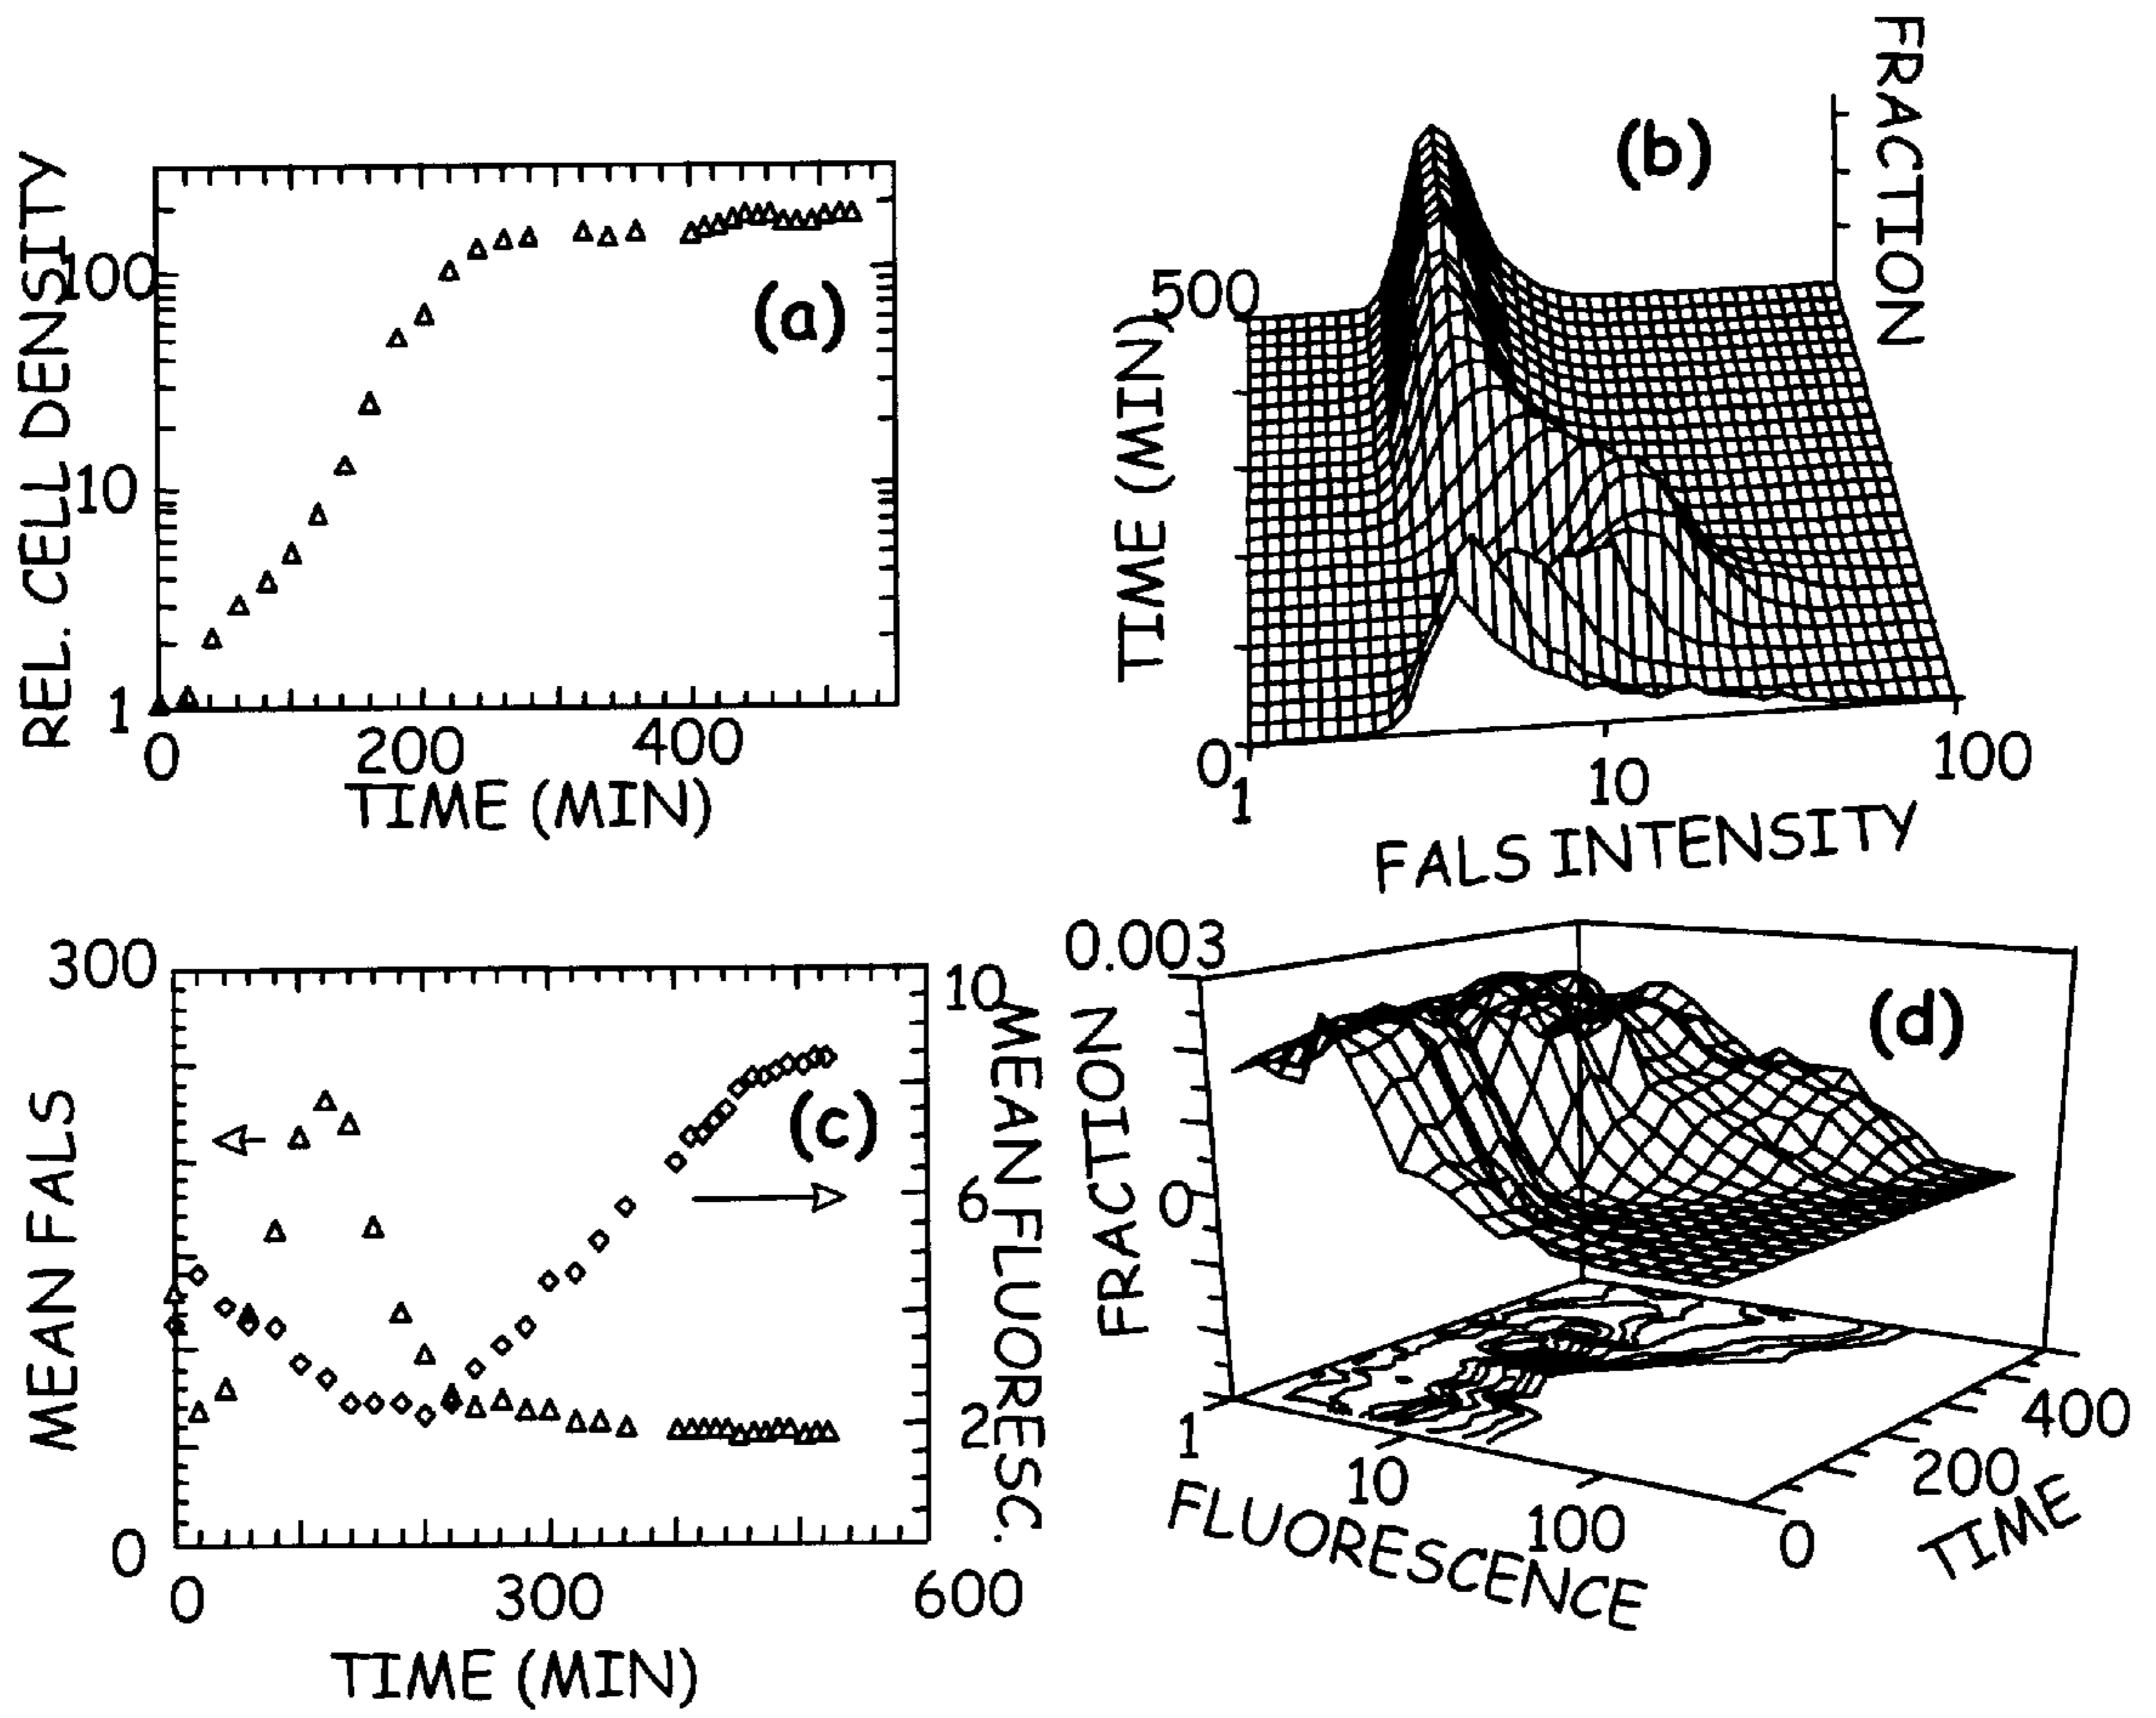 REL. CELL DENSITY
100
10
1
0
200
400
TIME (MIN)
(a)
FRACTION
(b)
500
TIME (MIN)
0
1
10
100
FALS INTENSITY
300
MEAN FALS
0
10
6
2
MEAN FLUORESC.
(c)
0
300
600
TIME (MIN)
0.003
FRACTION
0
(d)
1
10
100
FLUORESCENCE
0
200
400
TIME